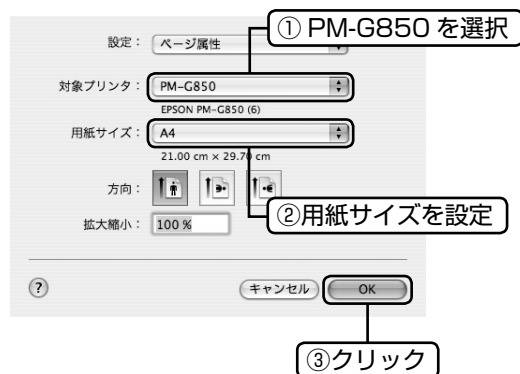 ① PM-G850 を選択
設定： ページ属性
対象プリンタ： PM-G850
EPSON PM-G850 (6)
用紙サイズ： A4
21.00 cm × 29.70 cm
方向：
②用紙サイズを設定
拡大縮小： 100 %
?
キャンセル OK
③クリック